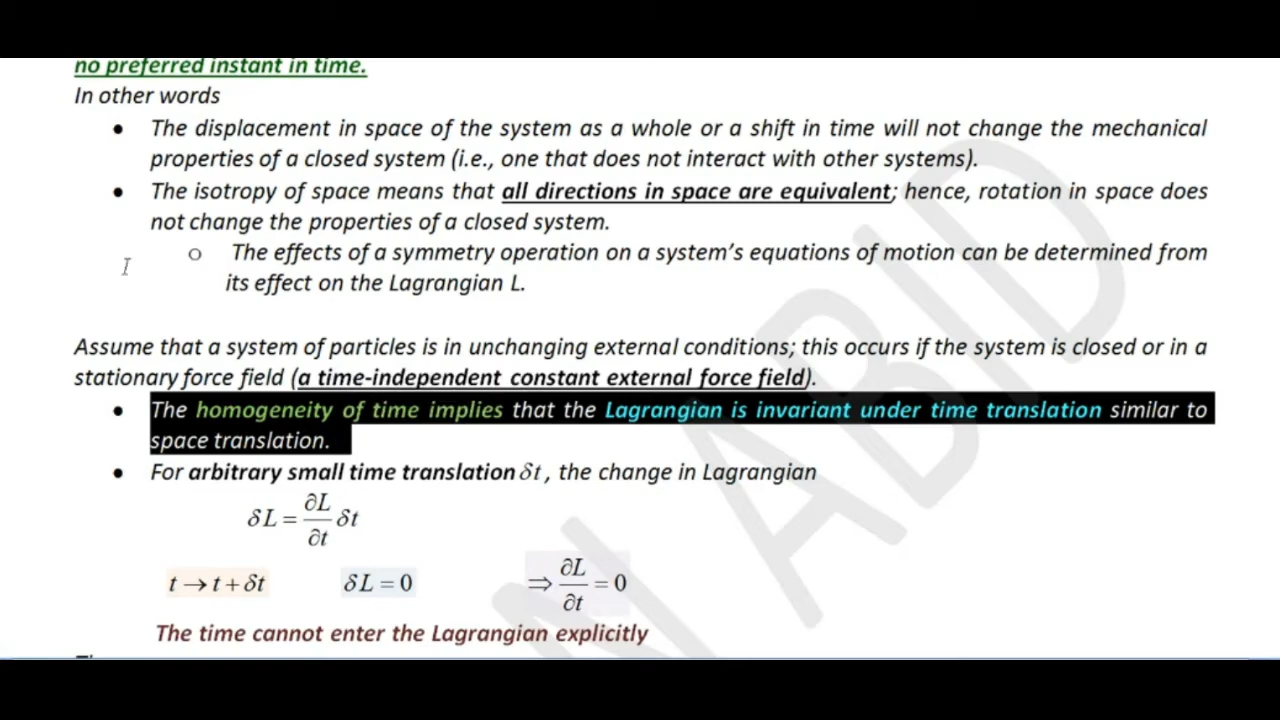 no preferred instant in time.
In other words
• The displacement in space of the system as a whole or a shift in time will not change the mechanical
properties of a closed system (i.e., one that does not interact with other systems).
• The isotropy of space means that all directions in space are equivalent; hence, rotation in space does
not change the properties of a closed system.
o The effects of a symmetry operation on a system's equations of motion can be determined from
its effect on the Lagrangian L.
Assume that a system of particles is in unchanging external conditions; this occurs if the system is closed or in a
stationary force field (a time-independent constant external force field).
• The homogeneity of time implies that the Lagrangian is invariant under time translation similar to
space translation.
• For arbitrary small time translation δt, the change in Lagrangian
δL = ∂L/∂t δt
t → t + δt δL = 0 ⇒ ∂L/∂t = 0
The time cannot enter the Lagrangian explicitly
N ABID